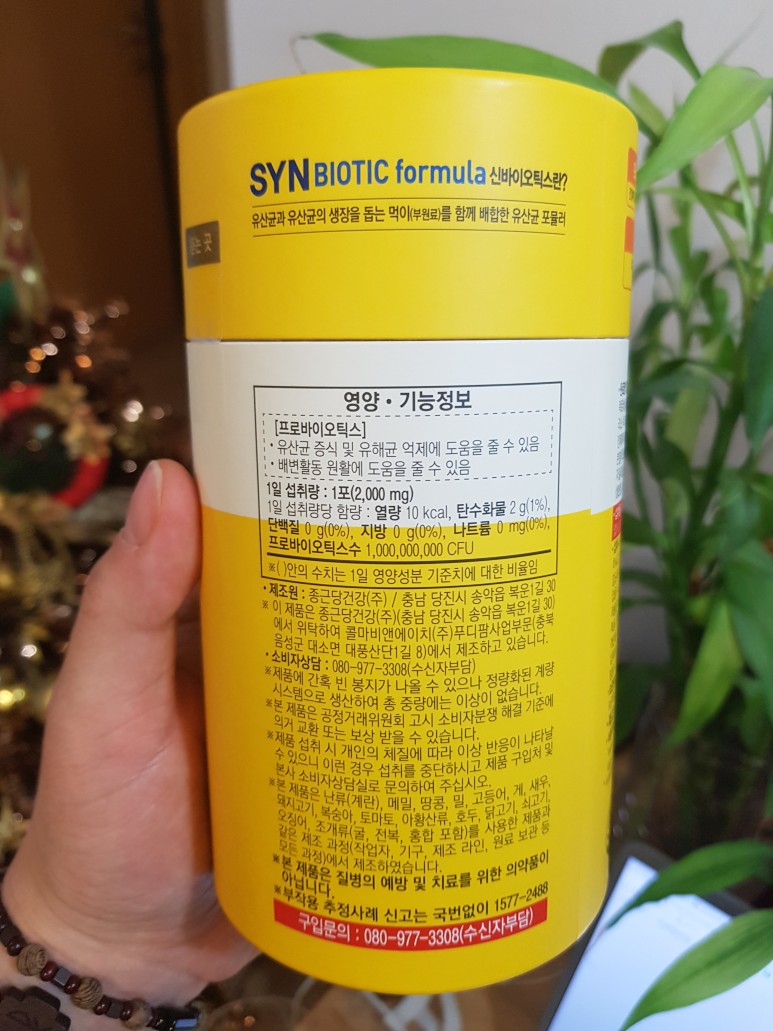 SYNBIOTIC formula 신바이오틱스란?
유산균과 유산균의 생장을 돕는 먹이(부원료)를 함께 배합한 유산균 포뮬러
영양 • 기능정보
[프로바이오틱스]
• 유산균 증식 및 유해균 억제에 도움을 줄 수 있음
• 배변활동 원활에 도움을 줄 수 있음
1일 섭취량 : 1포(2,000 mg)
1일 섭취량당 함량 : 열량 10 kcal, 탄수화물 2 g(1%),
단백질 0 g(0%), 지방 0 g(0%), 나트륨 0 mg(0%),
프로바이오틱스수 1,000,000,000 CFU
※( )안의 수치는 1일 영양성분 기준치에 대한 비율임
• 제조원 : 종근당건강(주) / 충남 당진시 송악읍 복운1길 30
※ 이 제품은 종근당건강(주)(충남 당진시 송악읍 복운1길 30)
에서 위탁하여 콜마비앤에이치(주)푸디팜사업부문(충북
음성군 대소면 대풍산단1길 8)에서 제조하고 있습니다.
• 소비자상담 : 080-977-3308(수신자부담)
※제품에 간혹 빈 봉지가 나올 수 있으나 정량화된 계량
시스템으로 생산하여 총 중량에는 이상이 없습니다.
※본 제품은 공정거래위원회 고시 소비자분쟁 해결 기준에
의거 교환 또는 보상 받을 수 있습니다.
※제품 섭취 시 개인의 체질에 따라 이상 반응이 나타날
수 있으니 이런 경우 섭취를 중단하시고 제품 구입처 및
본사 소비자상담실로 문의하여 주십시오.
※본 제품은 난류(계란), 메밀, 땅콩, 밀, 고등어, 게, 새우,
돼지고기, 복숭아, 토마토, 아황산류, 호두, 닭고기, 쇠고기,
오징어, 조개류(굴, 전복, 홍합 포함)를 사용한 제품과
같은 제조 과정(작업자, 기구, 제조 라인, 원료 보관 등
모든 과정)에서 제조하였습니다.
※본 제품은 질병의 예방 및 치료를 위한 의약품이
아닙니다.
※부작용 추정사례 신고는 국번없이 1577-2488
구입문의 : 080-977-3308(수신자부담)